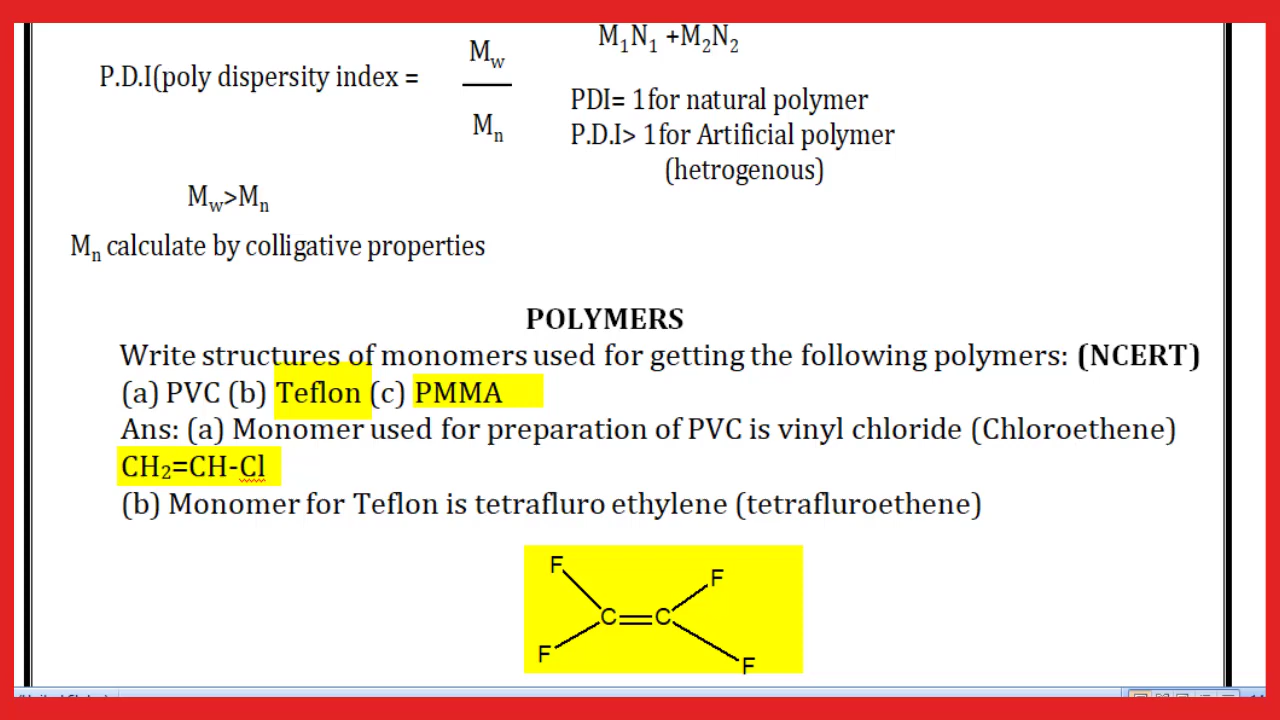 M₁N₁ +M₂N₂
P.D.I(poly dispersity index = Mw
Mn
PDI= 1for natural polymer
P.D.I> 1for Artificial polymer
(hetrogenous)
Mw>Mn
Mn calculate by colligative properties
POLYMERS
Write structures of monomers used for getting the following polymers: (NCERT)
(a) PVC (b) Teflon (c) PMMA
Ans: (a) Monomer used for preparation of PVC is vinyl chloride (Chloroethene)
CH₂=CH-Cl
(b) Monomer for Teflon is tetrafluro ethylene (tetrafluroethene)
F F
C=C
F F